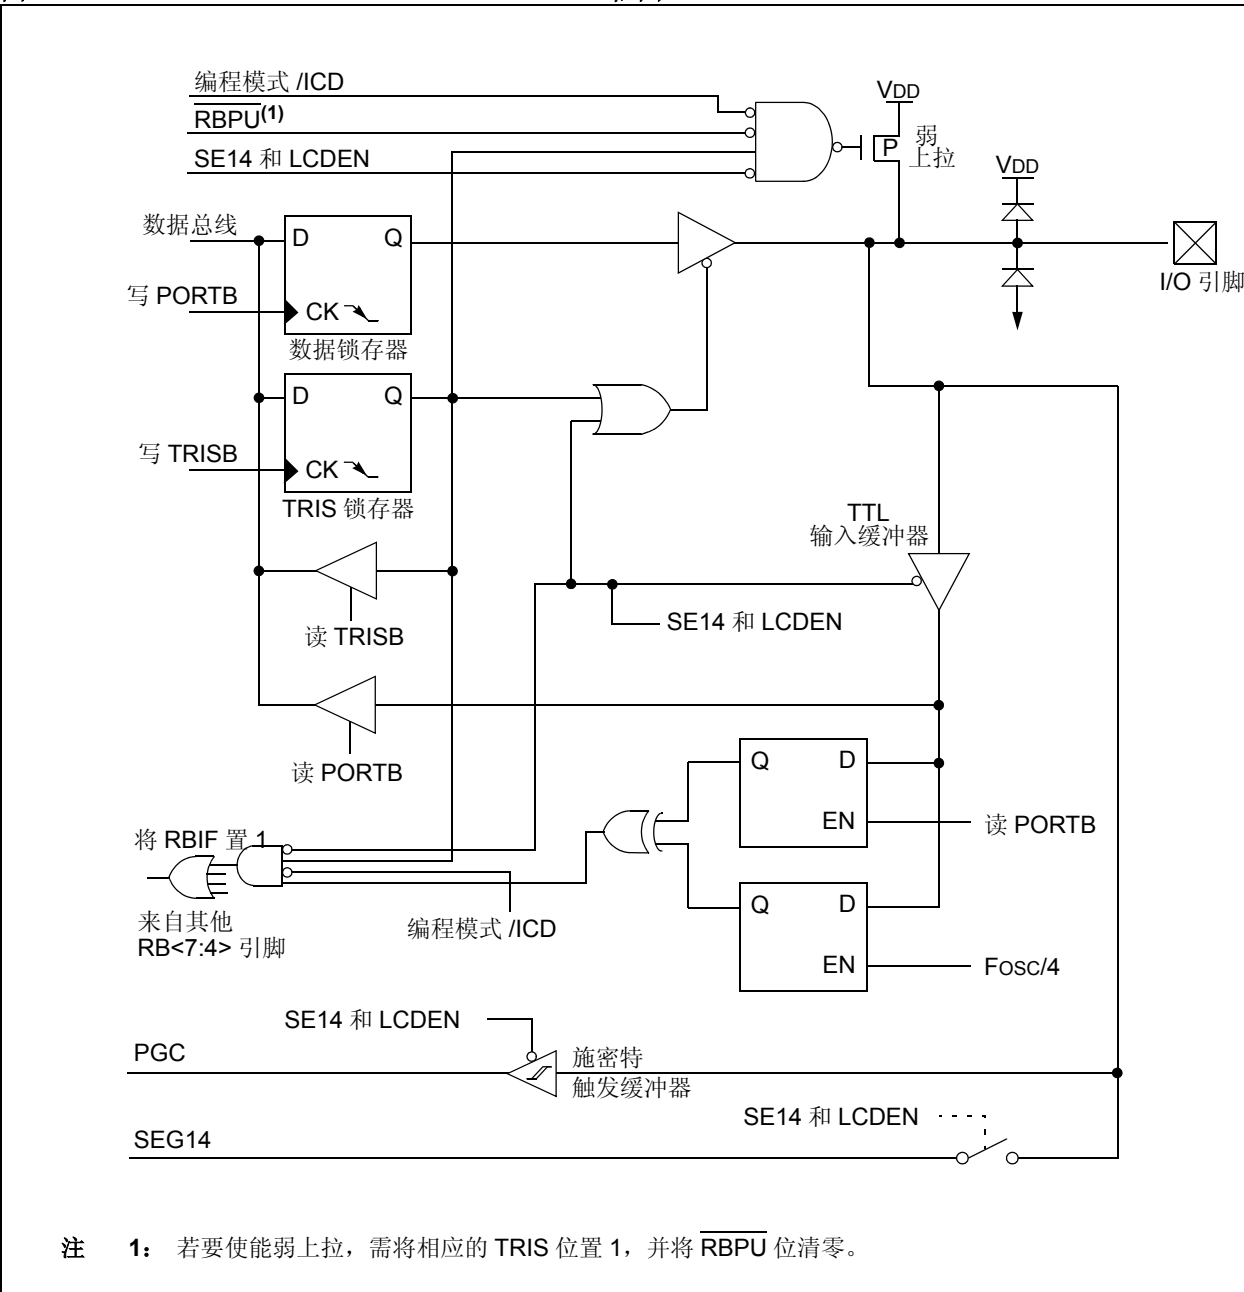 编程模式 /ICD
RBPU(1)
SE14 和 LCDEN
VDD
P
弱
上拉
VDD
I/O 引脚
数据总线
D
Q
写 PORTB
CK
数据锁存器
D
Q
写 TRISB
CK
TRIS 锁存器
TTL
输入缓冲器
SE14 和 LCDEN
读 TRISB
读 PORTB
Q
D
EN
读 PORTB
将 RBIF 置 1
来自其他
RB<7:4> 引脚
编程模式 /ICD
Q
D
EN
FOSC/4
SE14 和 LCDEN
PGC
施密特
触发缓冲器
SE14 和 LCDEN
SEG14
注 1： 若要使能弱上拉，需将相应的 TRIS 位置 1，并将 RBPU 位清零。